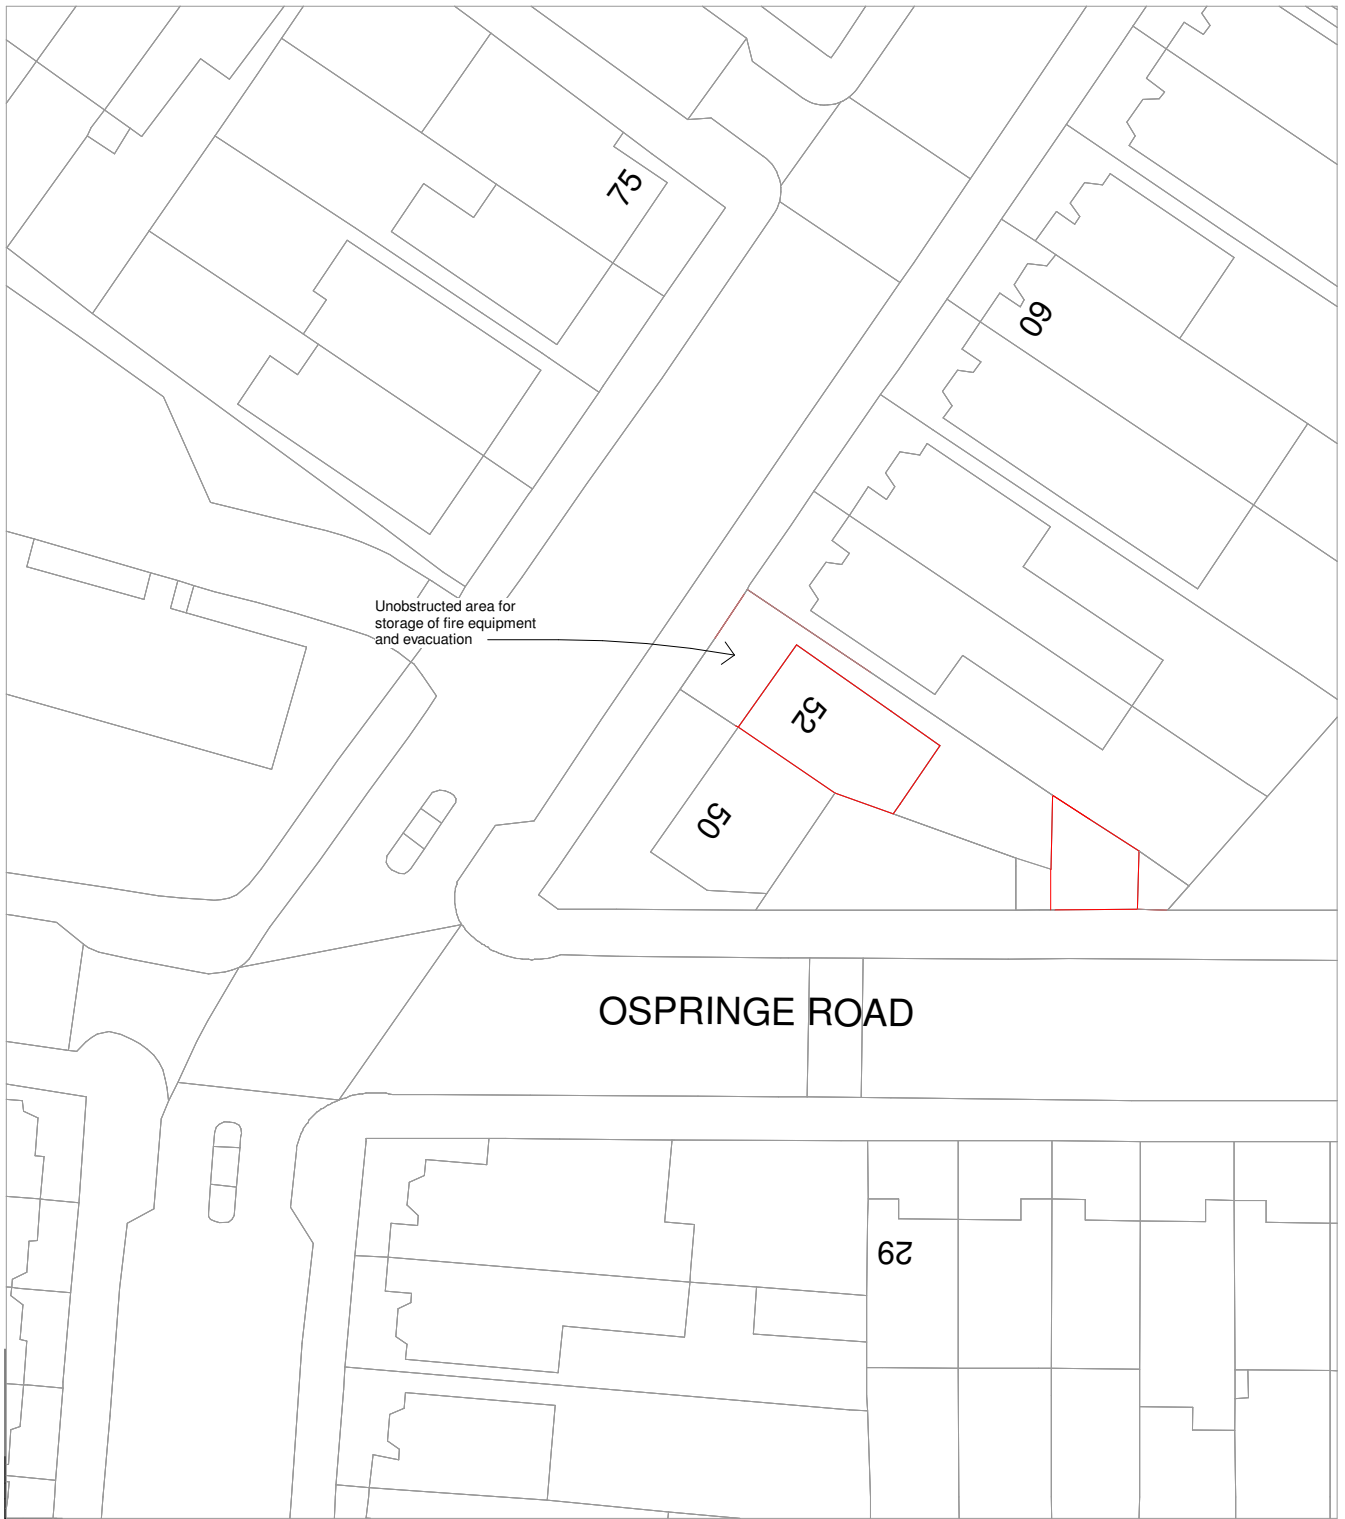 75
60
Unobstructed area for
storage of fire equipment
and evacuation
52
50
OSPRINGE ROAD
29